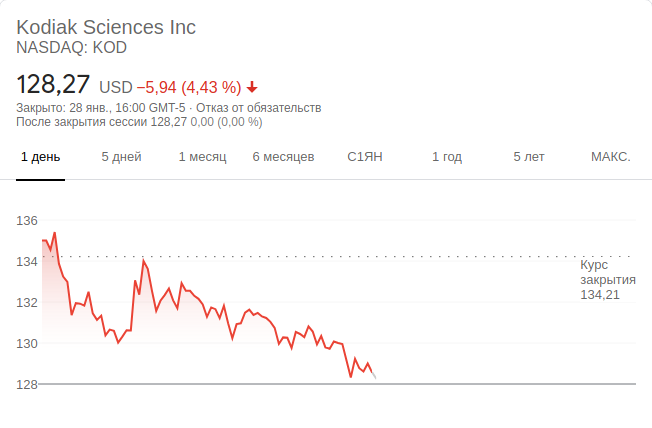 Kodiak Sciences Inc
NASDAQ: KOD
128,27 USD −5,94 (4,43 %)
Закрыто: 28 янв., 16:00 GMT-5 · Отказ от обязательств
После закрытия сессии 128,27 0,00 (0,00 %)
1 день 5 дней 1 месяц 6 месяцев С1ЯН 1 год 5 лет МАКС.
136
134
Курс
закрытия
134,21
132
130
128